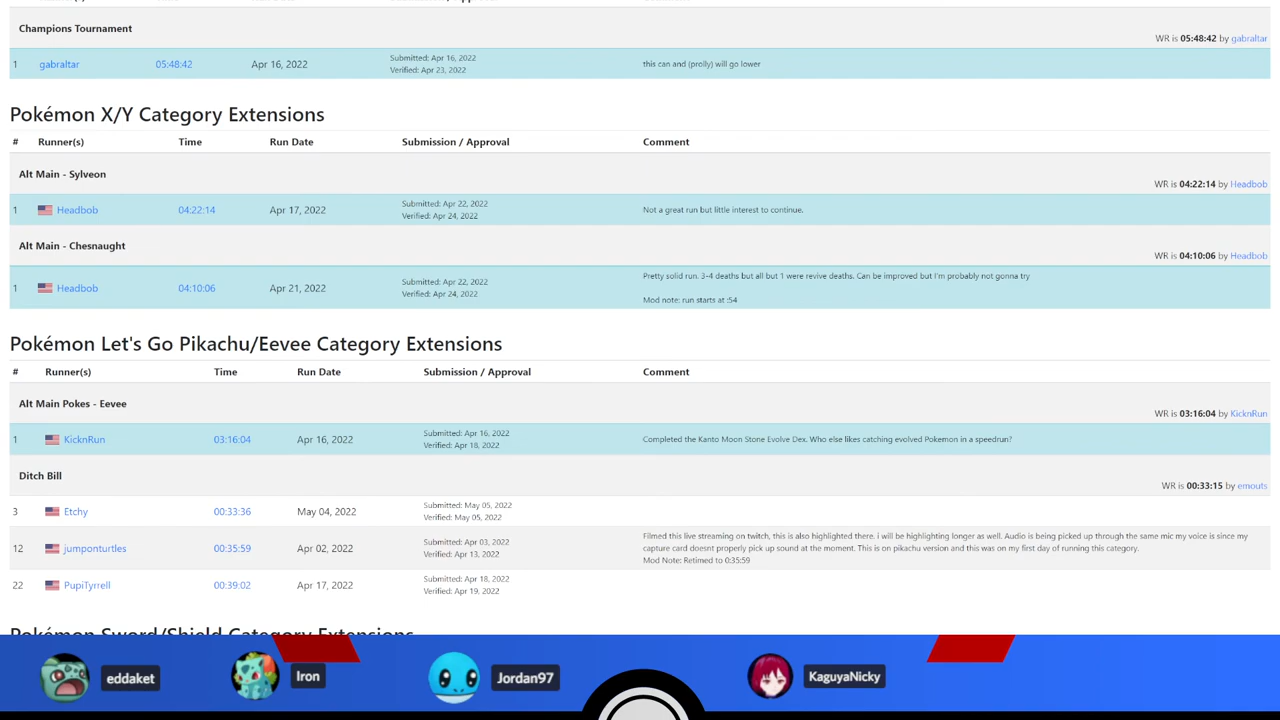 Champions Tournament
WR is 05:48:42 by gabraltar
1 gabraltar 05:48:42 Apr 16, 2022 Submitted: Apr 16, 2022 this can and (prolly) will go lower
Verified: Apr 23, 2022
Pokémon X/Y Category Extensions
# Runner(s) Time Run Date Submission / Approval Comment
Alt Main - Sylveon
WR is 04:22:14 by Headbob
1 Headbob 04:22:14 Apr 17, 2022 Submitted: Apr 22, 2022 Not a great run but little interest to continue.
Verified: Apr 24, 2022
Alt Main - Chesnaught
WR is 04:10:06 by Headbob
1 Headbob 04:10:06 Apr 21, 2022 Submitted: Apr 22, 2022 Pretty solid run. 3-4 deaths but all but 1 were revive deaths. Can be improved but I'm probably not gonna try
Verified: Apr 24, 2022 Mod note: run starts at :54
Pokémon Let's Go Pikachu/Eevee Category Extensions
# Runner(s) Time Run Date Submission / Approval Comment
Alt Main Pokes - Eevee
WR is 03:16:04 by KicknRun
1 KicknRun 03:16:04 Apr 16, 2022 Submitted: Apr 16, 2022 Completed the Kanto Moon Stone Evolve Dex. Who else likes catching evolved Pokemon in a speedrun?
Verified: Apr 18, 2022
Ditch Bill
WR is 00:33:15 by emouts
3 Etchy 00:33:36 May 04, 2022 Submitted: May 05, 2022
Verified: May 05, 2022
12 jumponturtles 00:35:59 Apr 02, 2022 Submitted: Apr 03, 2022 Filmed this live streaming on twitch, this is also highlighted there. i will be highlighting longer as well. Audio is being picked up through the same mic my voice is since my
Verified: Apr 13, 2022 capture card doesnt properly pick up sound at the moment. This is on pikachu version and this was on my first day of running this category.
Mod Note: Retimed to 0:35:59
22 PupiTyrrell 00:39:02 Apr 17, 2022 Submitted: Apr 18, 2022
Verified: Apr 19, 2022
Pokémon Sword/Shield Category Extensions
eddaket Iron Jordan97 KaguyaNicky